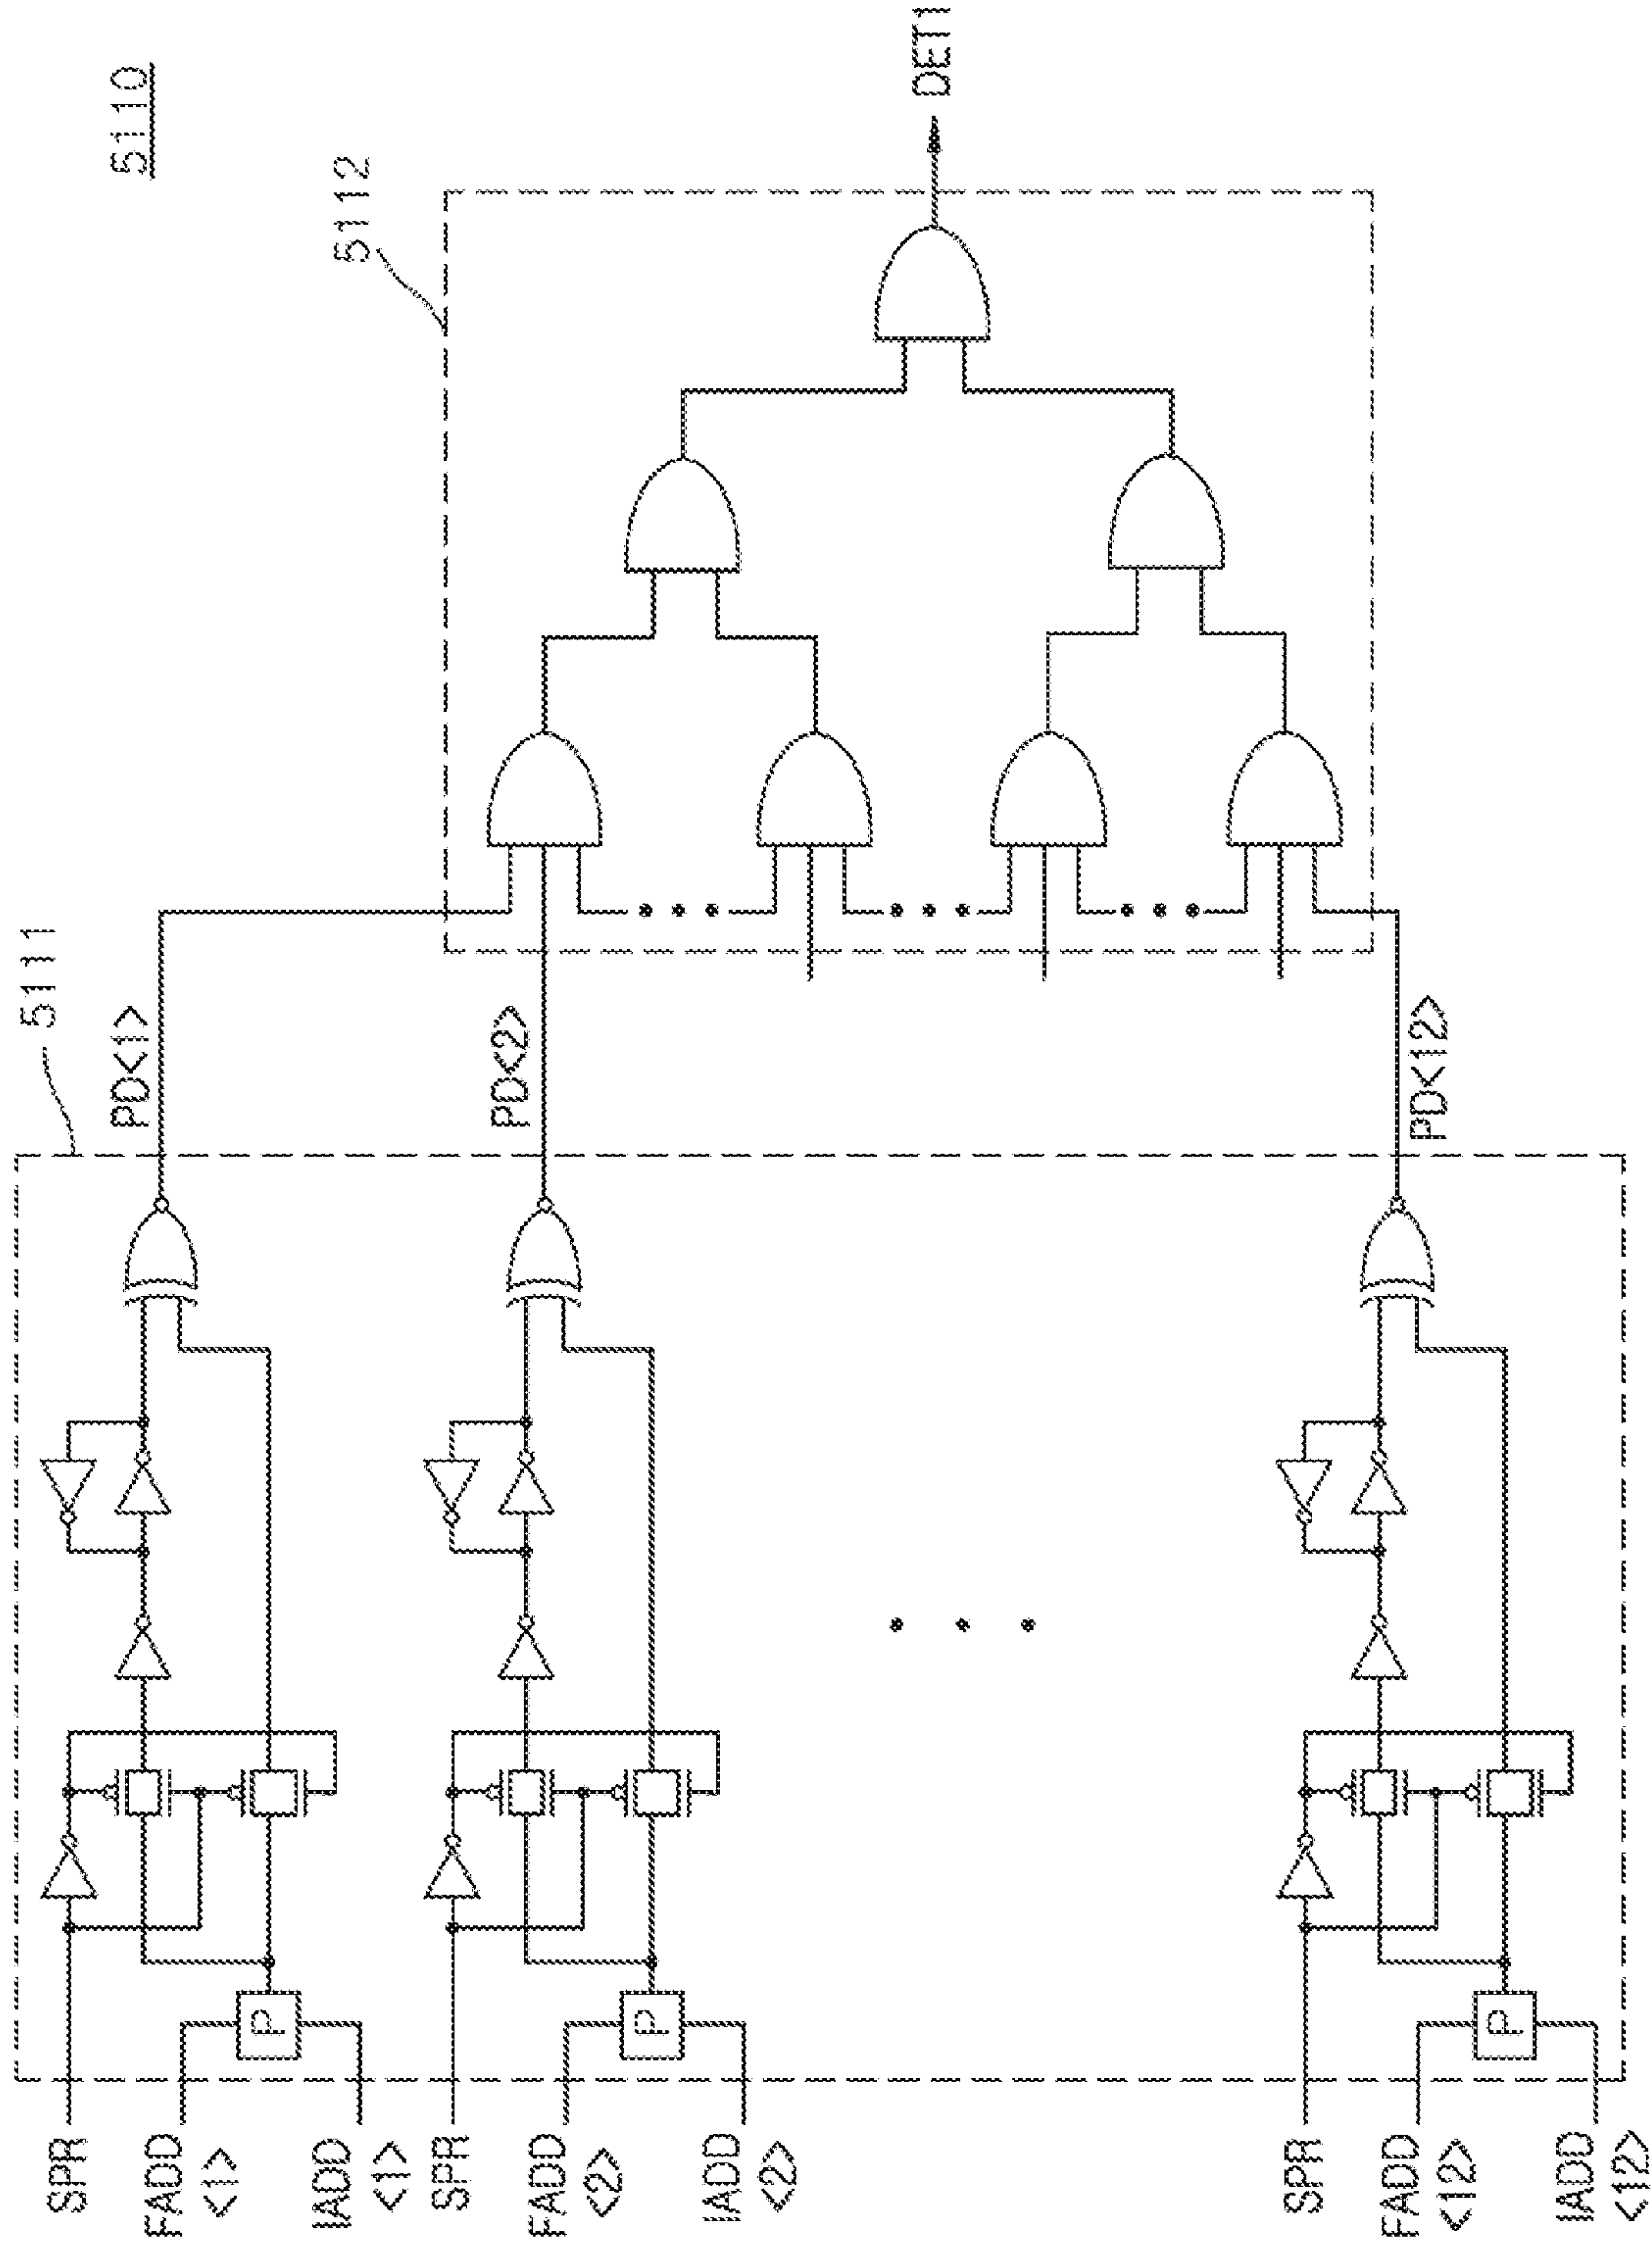 5110
5111
5112
SPR
FADD
<1>
P
IADD
<1>
PD<1>
SPR
FADD
<2>
P
IADD
<2>
PD<2>
DET1
SPR
FADD
<12>
P
IADD
<12>
PD<12>